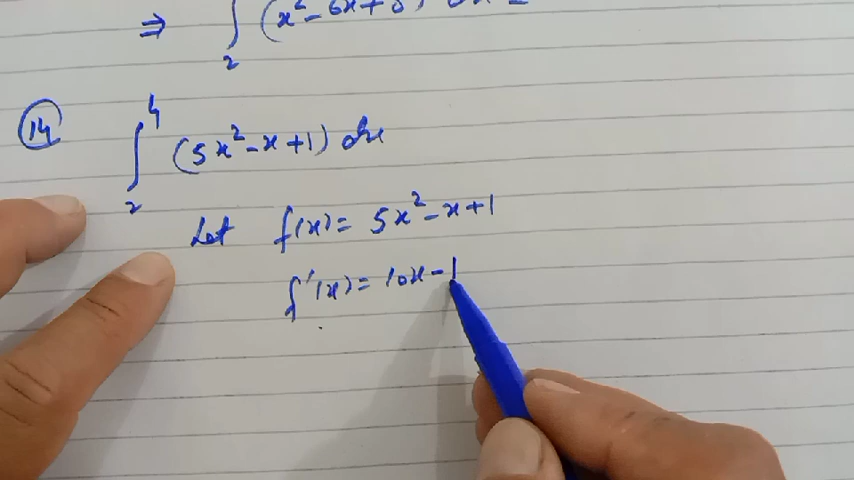 ⇒ ∫₂ (x² - 6x + 8) dx
(14) ∫₂⁴ (5x² - x + 1) dx
Let f(x) = 5x² - x + 1
f'(x) = 10x - 1